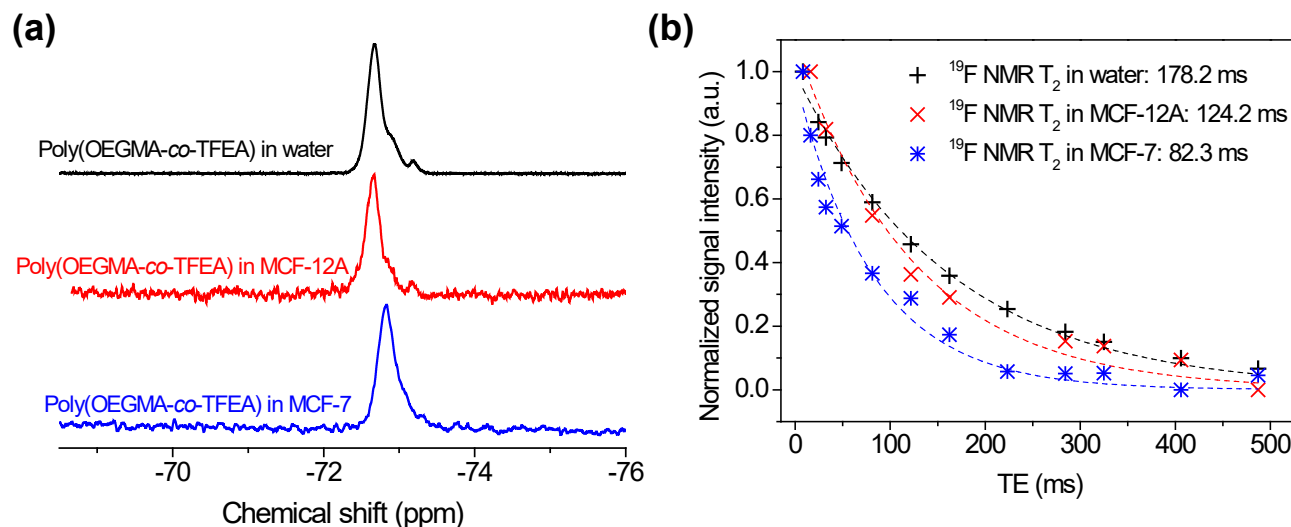 (a)
Poly(OEGMA-co-TFEA) in water
Poly(OEGMA-co-TFEA) in MCF-12A
Poly(OEGMA-co-TFEA) in MCF-7
-70 -72 -74 -76
Chemical shift (ppm)
(b)
Normalized signal intensity (a.u.)
1.0
0.8
0.6
0.4
0.2
0.0
¹⁹F NMR T₂ in water: 178.2 ms
¹⁹F NMR T₂ in MCF-12A: 124.2 ms
¹⁹F NMR T₂ in MCF-7: 82.3 ms
0 100 200 300 400 500
TE (ms)